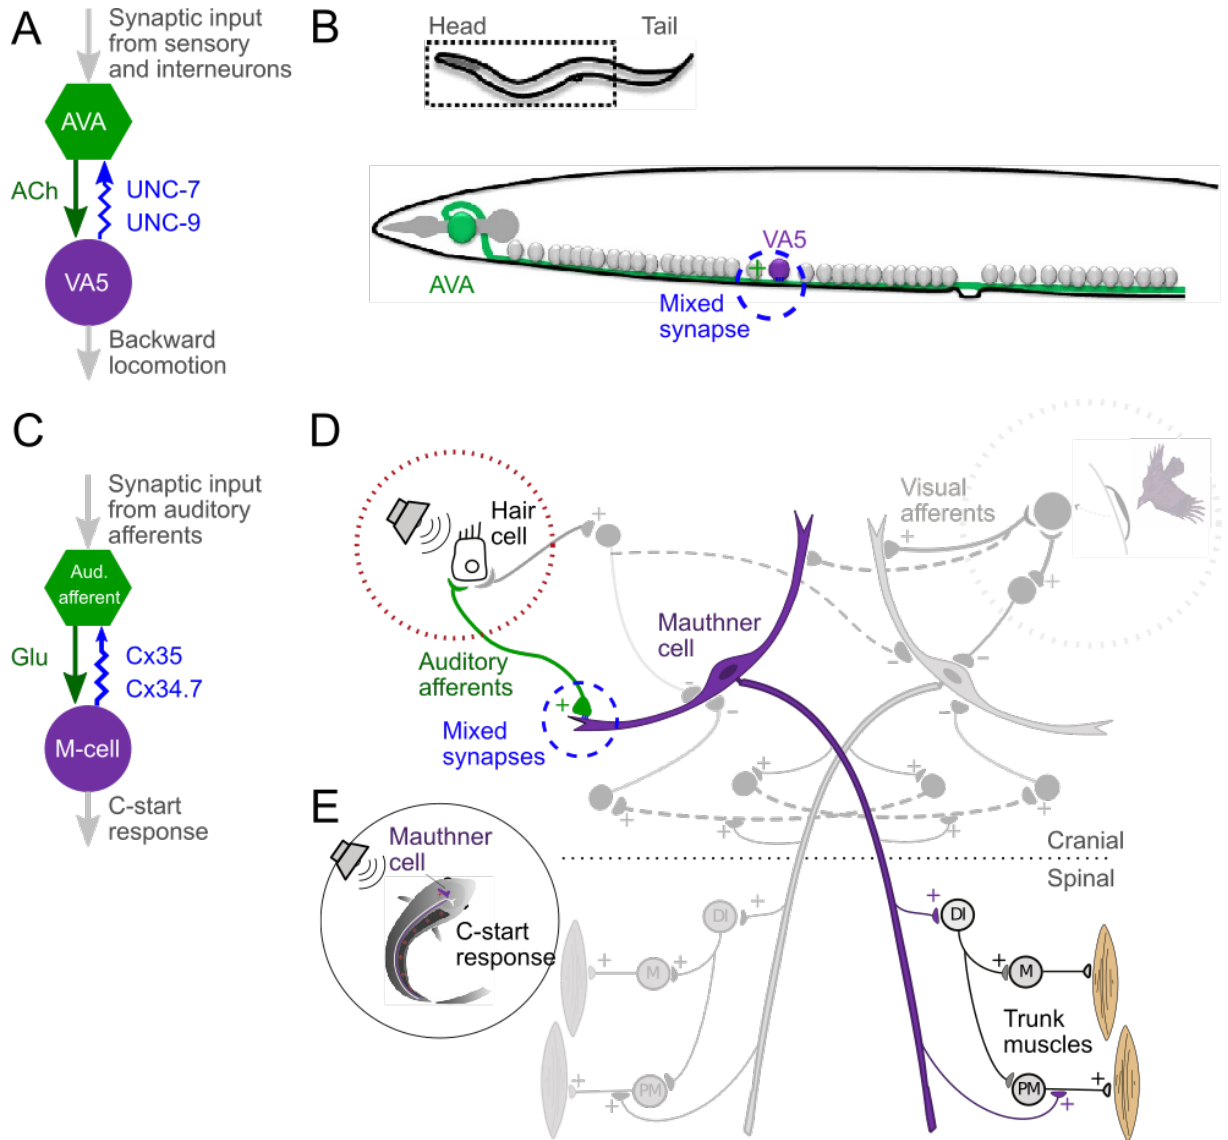 A
Synaptic input
from sensory
and interneurons
AVA
ACh
UNC-7
UNC-9
VA5
Backward
locomotion
B
Head
Tail
VA5
+
AVA
Mixed
synapse
C
Synaptic input
from auditory
afferents
Aud.
afferent
Glu
Cx35
Cx34.7
M-cell
C-start
response
D
Hair
cell
+
Visual
afferents
+
+
Mauthner
cell
Auditory
afferents
+
Mixed
synapses
-
-
-
-
-
+
+
+
+
+
+
Cranial
Spinal
E
Mauthner
cell
C-start
response
+
DI
+
M
+
+
PM
+
+
DI
+
M
+
Trunk
muscles
PM
+
+